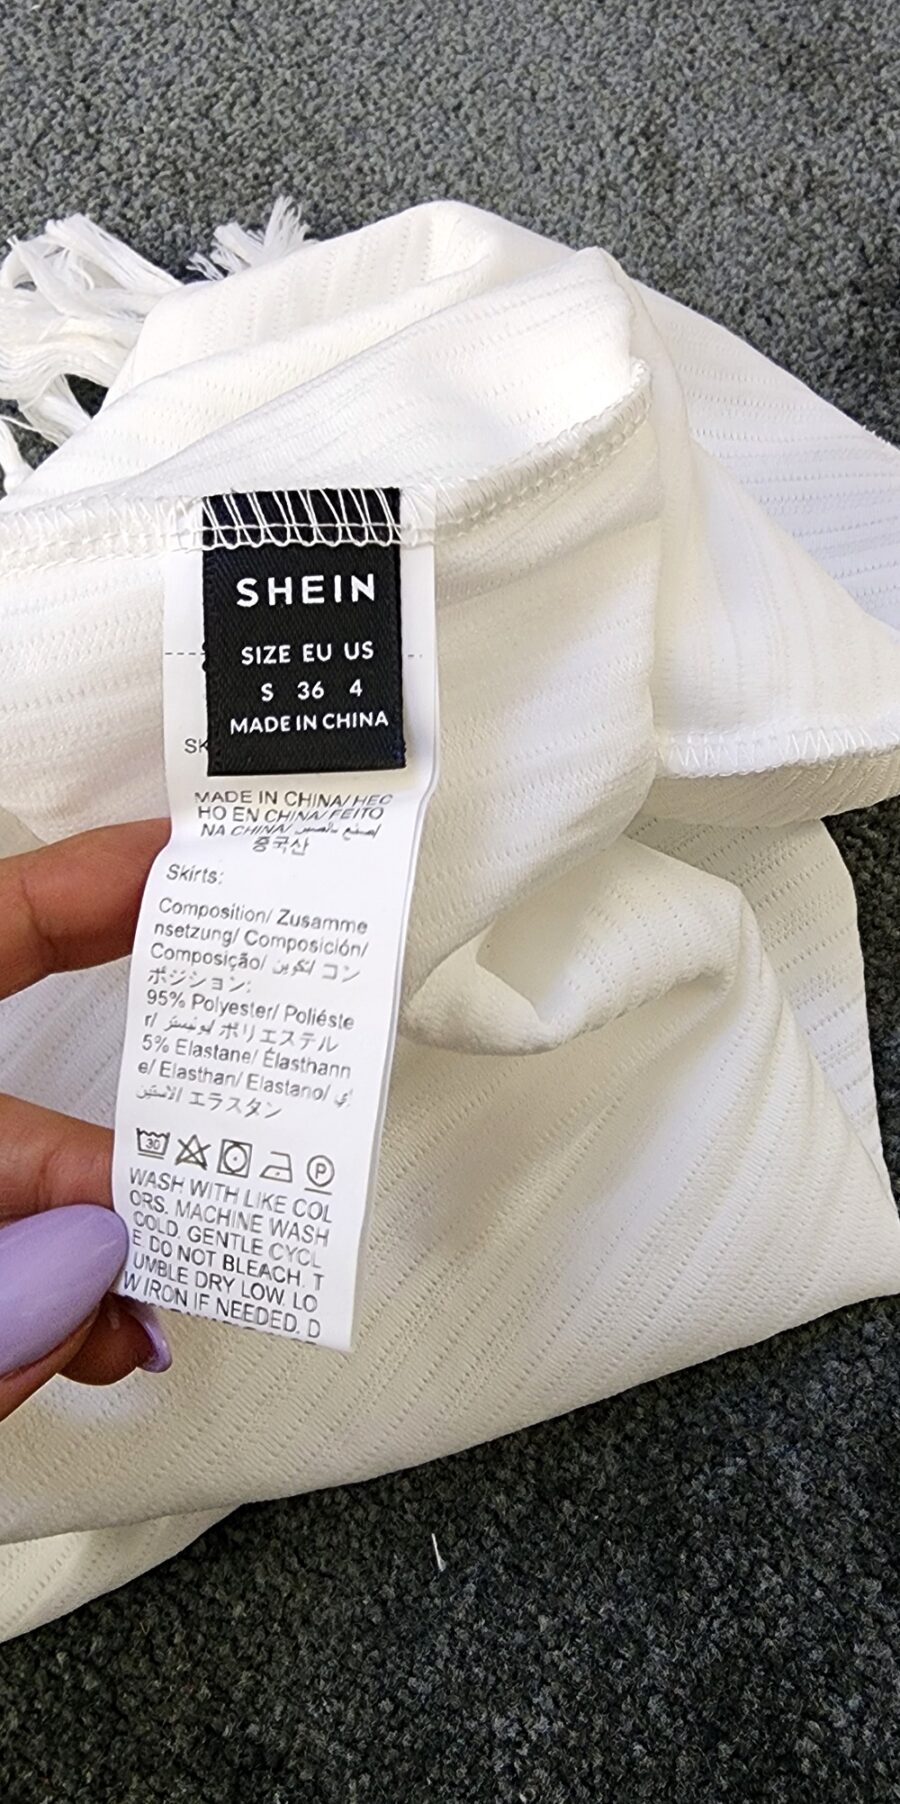 SHEIN
SIZE EU US
S 36 4
MADE IN CHINA
SK
MADE IN CHINA/ HEC
HO EN CHINA/ FEITO
NA CHINA/ صنع بالصين/
중국산
Skirts:
Composition/ Zusamme
nsetzung/ Composición/
Composição/ تكوين/ コン
ポジション:
95% Polyester/ Poliéste
r/ بوليستر/ ポリエステル
5% Elastane/ Élasthann
e/ Elasthan/ Elastano/
الاستين/ エラスタン
30
P
WASH WITH LIKE COL
ORS. MACHINE WASH
COLD. GENTLE CYCL
E DO NOT BLEACH. T
UMBLE DRY LOW. LO
W IRON IF NEEDED. D